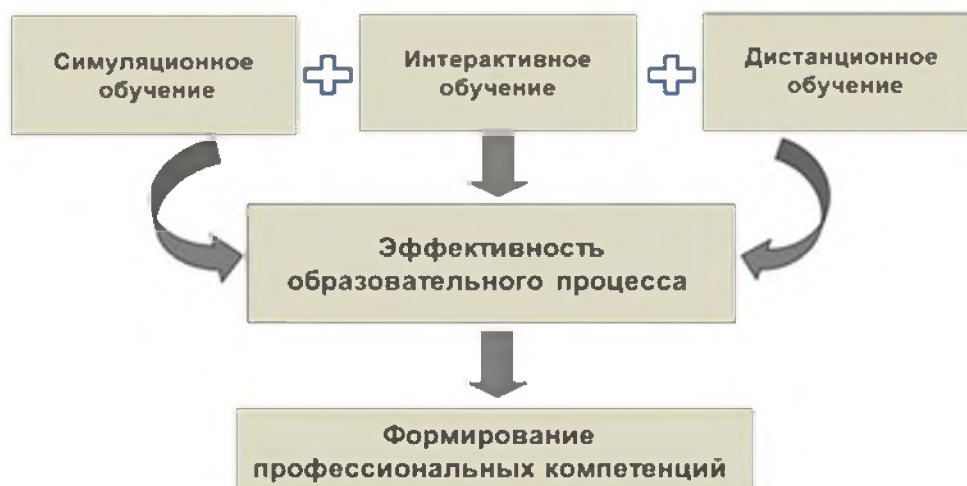 Симуляционное
обучение
Интерактивное
обучение
Дистанционное
обучение
Эффективность
образовательного процесса
Формирование
профессиональных компетенций